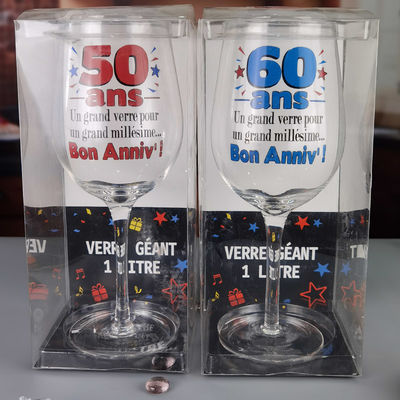 50
ans
Un grand verre pour
un grand millésime...
Bon Anniv' !
VERRE GÉANT
1 LITRE
60
ans
Un grand verre pour
un grand millésime...
Bon Anniv' !
VERRE GÉANT
1 LITRE